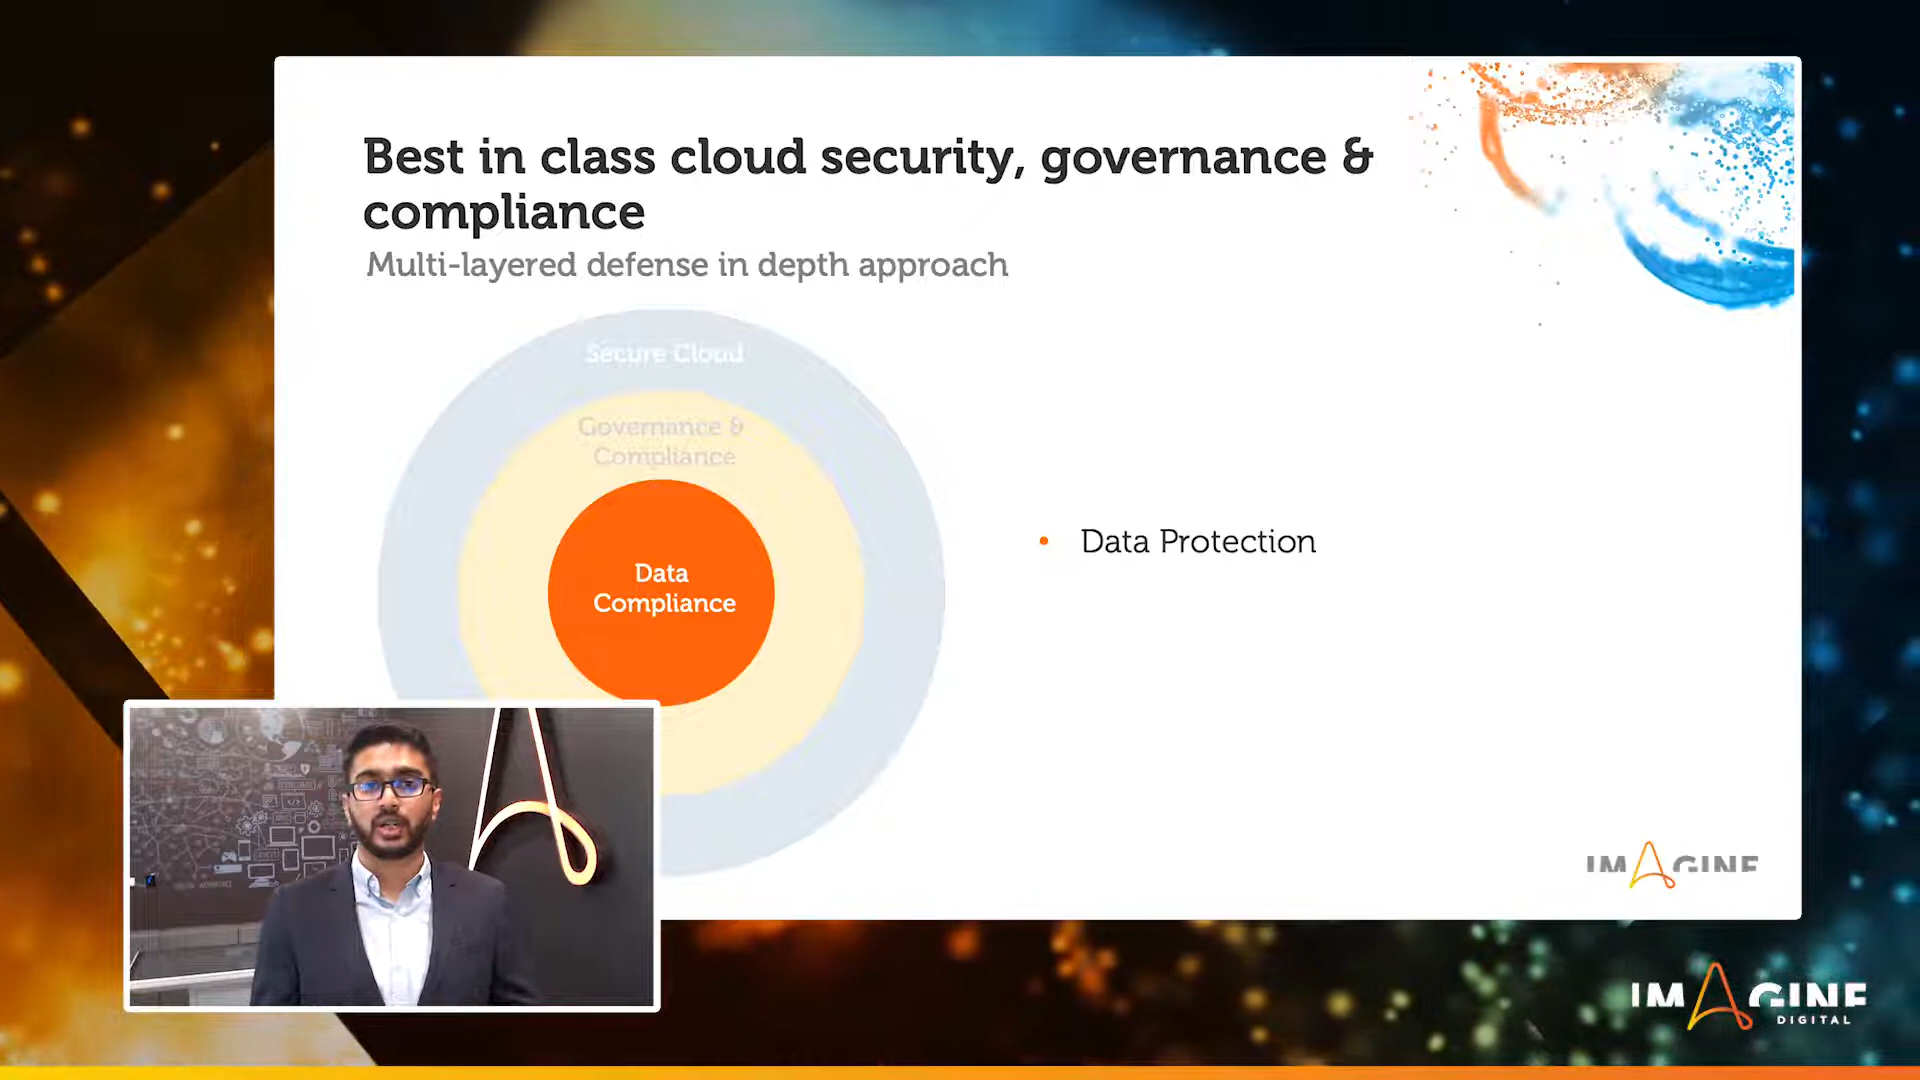 Best in class cloud security, governance &
compliance
Multi-layered defense in depth approach
Secure Cloud
Governance &
Compliance
Data
Compliance
• Data Protection
IMAGINE
IMAGINE
DIGITAL